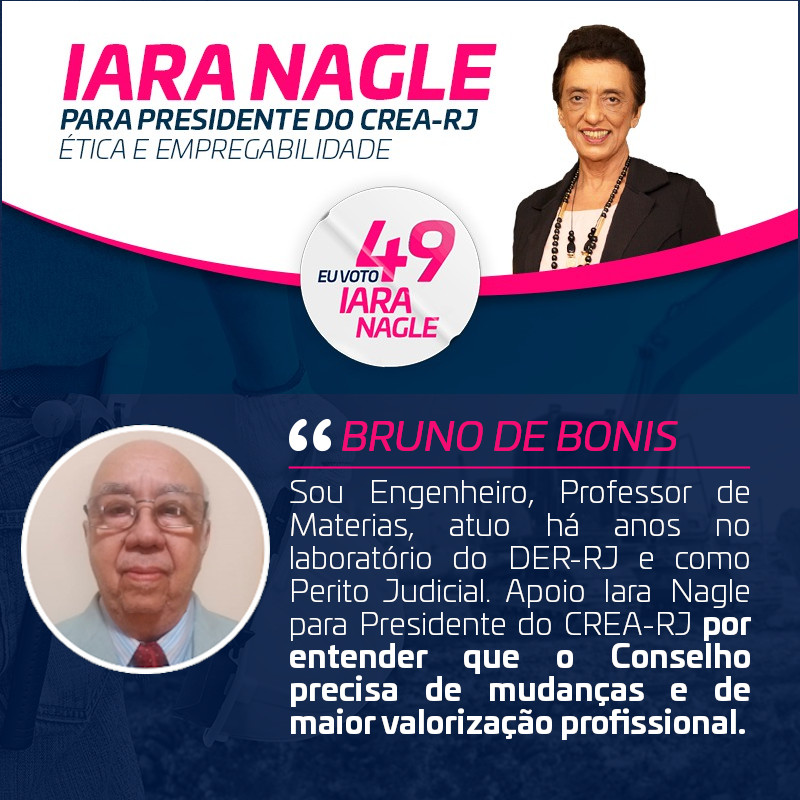 IARA NAGLE
PARA PRESIDENTE DO CREA-RJ
ÉTICA E EMPREGABILIDADE
EU VOTO 49
IARA
NAGLE
“ BRUNO DE BONIS
Sou Engenheiro, Professor de
Materias, atuo há anos no
laboratório do DER-RJ e como
Perito Judicial. Apoio Iara Nagle
para Presidente do CREA-RJ por
entender que o Conselho
precisa de mudanças e de
maior valorização profissional.